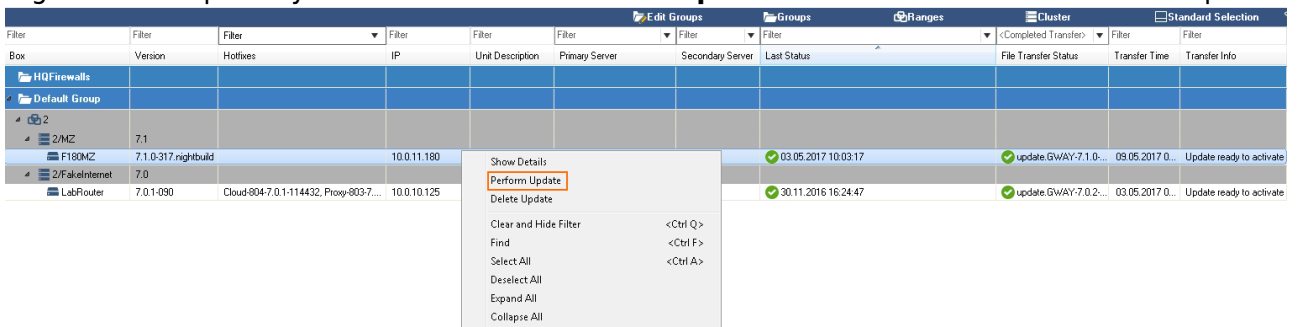 Edit Groups Groups Ranges Cluster Standard Selection
Filter Filter Filter Filter Filter Filter Filter Filter <Completed Transfer> Filter Filter
Box Version Hotfixes IP Unit Description Primary Server Secondary Server Last Status File Transfer Status Transfer Time Transfer Info
HQFirewalls
Default Group
2
2/MZ 7.1
F180MZ 7.1.0-317.nightbuild 10.0.11.180 03.05.2017 10:03:17 update.GWAY-7.1.0-... 09.05.2017 0... Update ready to activate
2/FakeInternet 7.0
LabRouter 7.0.1-090 Cloud-804-7.0.1-114432, Proxy-803-7.... 10.0.10.125 30.11.2016 16:24:47 update.GWAY-7.0.2-... 03.05.2017 0... Update ready to activate
Show Details
Perform Update
Delete Update
Clear and Hide Filter <Ctrl Q>
Find <Ctrl F>
Select All <Ctrl A>
Deselect All
Expand All
Collapse All